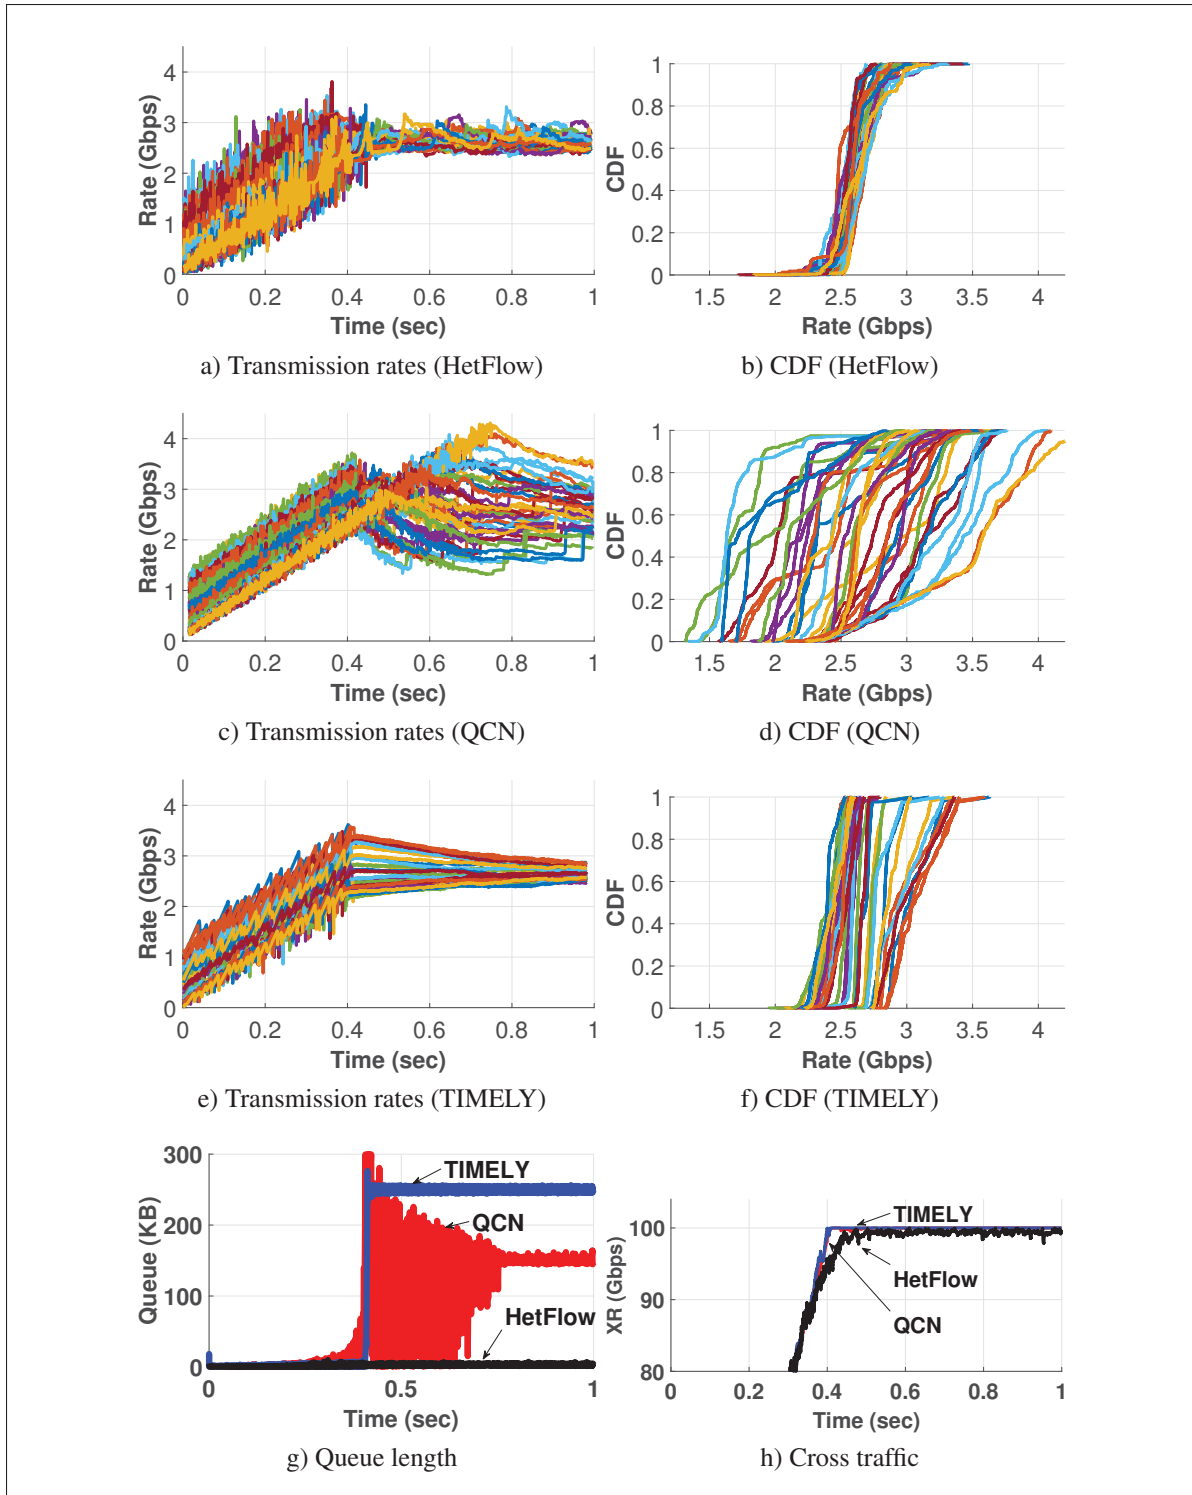 4
3
2
1
0
Rate (Gbps)
0 0.2 0.4 0.6 0.8 1
Time (sec)
a) Transmission rates (HetFlow)
1
0.8
0.6
0.4
0.2
0
CDF
1.5 2 2.5 3 3.5 4
Rate (Gbps)
b) CDF (HetFlow)
4
3
2
1
0
Rate (Gbps)
0 0.2 0.4 0.6 0.8 1
Time (sec)
c) Transmission rates (QCN)
1
0.8
0.6
0.4
0.2
0
CDF
1.5 2 2.5 3 3.5 4
Rate (Gbps)
d) CDF (QCN)
4
3
2
1
0
Rate (Gbps)
0 0.2 0.4 0.6 0.8 1
Time (sec)
e) Transmission rates (TIMELY)
1
0.8
0.6
0.4
0.2
0
CDF
1.5 2 2.5 3 3.5 4
Rate (Gbps)
f) CDF (TIMELY)
300
200
100
0
Queue (KB)
TIMELY
QCN
HetFlow
0 0.5 1
Time (sec)
g) Queue length
100
90
80
XR (Gbps)
TIMELY
HetFlow
QCN
0 0.2 0.4 0.6 0.8 1
Time (sec)
h) Cross traffic